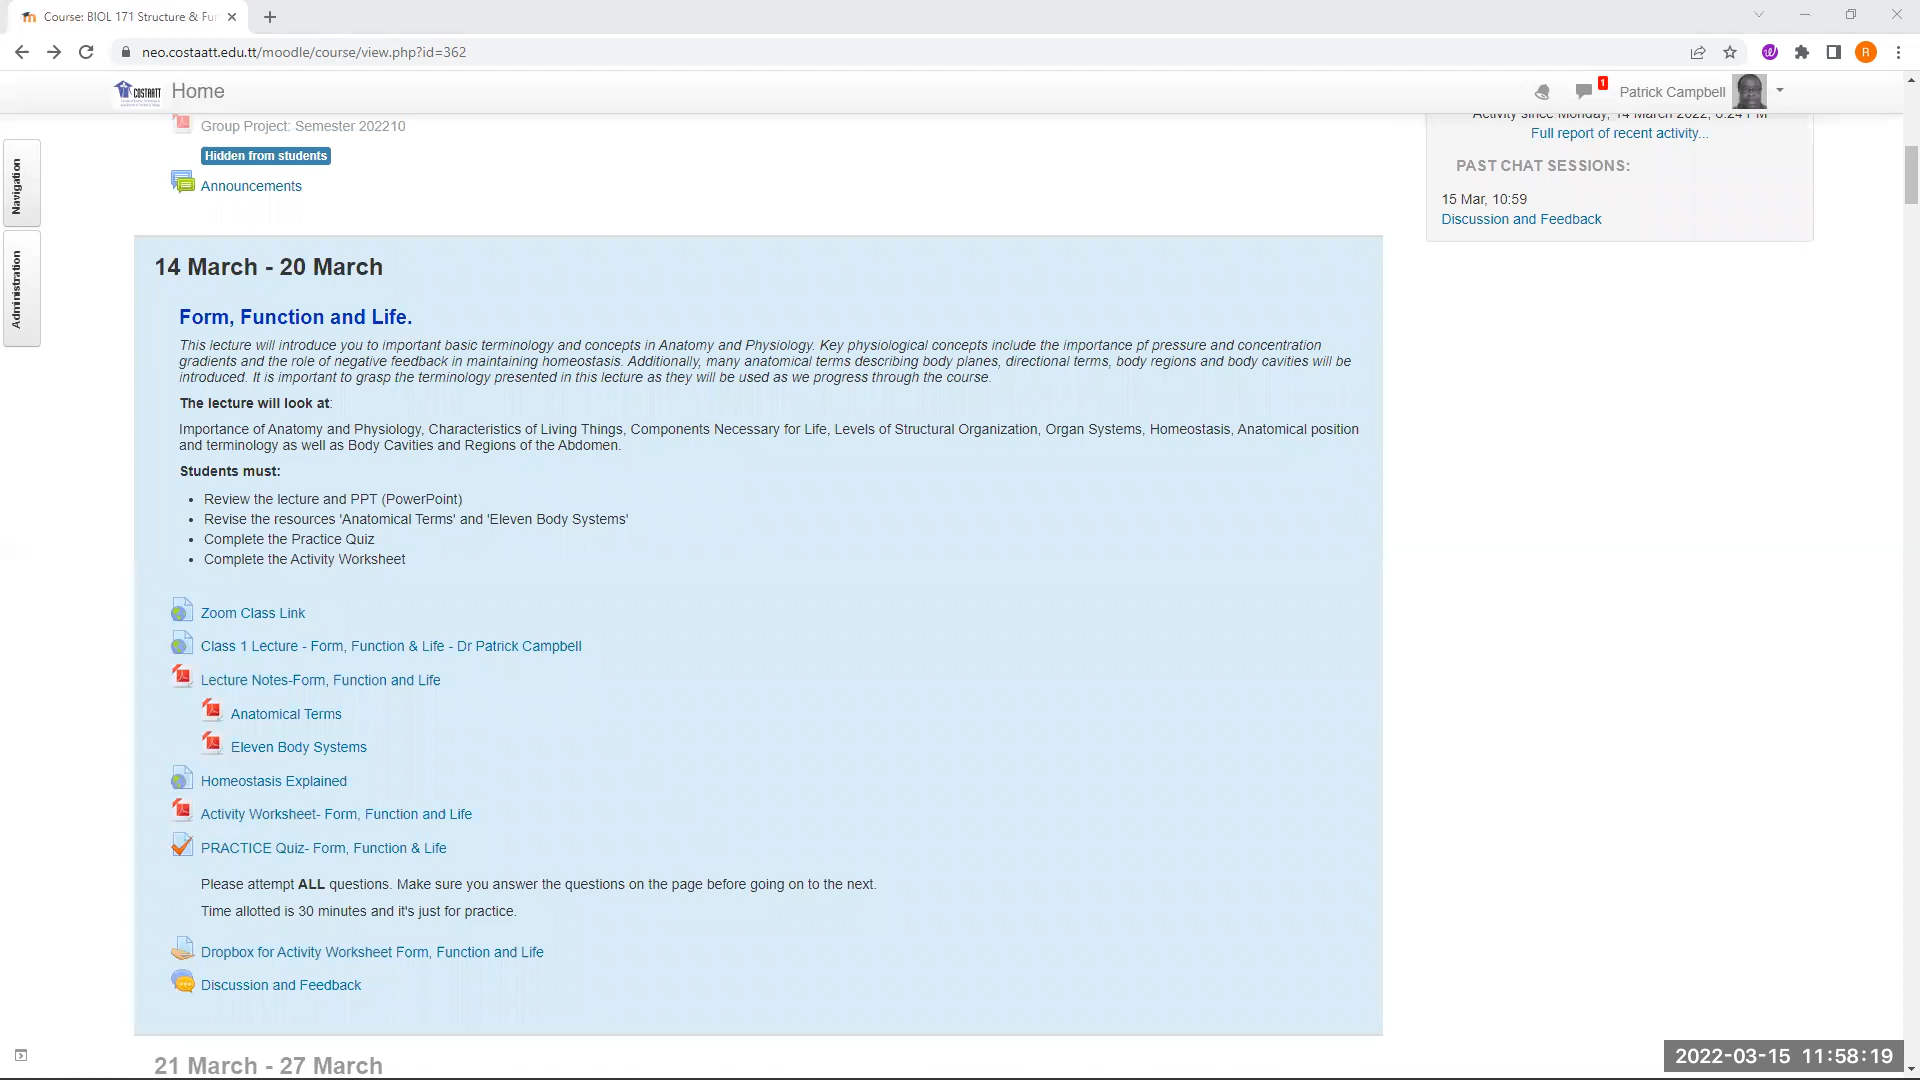 Course: BIOL 171 Structure & Fu
neo.costaatt.edu.tt/moodle/course/view.php?id=362
R
COSTAATT
Home
1
Patrick Campbell
Navigation
Administration
Group Project: Semester 202210
Hidden from students
Announcements
Activity since Monday, 14 March 2022, 6:24 PM
Full report of recent activity...
PAST CHAT SESSIONS:
15 Mar, 10:59
Discussion and Feedback
14 March - 20 March
Form, Function and Life.
This lecture will introduce you to important basic terminology and concepts in Anatomy and Physiology. Key physiological concepts include the importance pf pressure and concentration
gradients and the role of negative feedback in maintaining homeostasis. Additionally, many anatomical terms describing body planes, directional terms, body regions and body cavities will be
introduced. It is important to grasp the terminology presented in this lecture as they will be used as we progress through the course.
The lecture will look at:
Importance of Anatomy and Physiology, Characteristics of Living Things, Components Necessary for Life, Levels of Structural Organization, Organ Systems, Homeostasis, Anatomical position
and terminology as well as Body Cavities and Regions of the Abdomen.
Students must:
Review the lecture and PPT (PowerPoint)
Revise the resources 'Anatomical Terms' and 'Eleven Body Systems'
Complete the Practice Quiz
Complete the Activity Worksheet
Zoom Class Link
Class 1 Lecture - Form, Function & Life - Dr Patrick Campbell
Lecture Notes-Form, Function and Life
Anatomical Terms
Eleven Body Systems
Homeostasis Explained
Activity Worksheet- Form, Function and Life
PRACTICE Quiz- Form, Function & Life
Please attempt ALL questions. Make sure you answer the questions on the page before going on to the next.
Time allotted is 30 minutes and it's just for practice.
Dropbox for Activity Worksheet Form, Function and Life
Discussion and Feedback
21 March - 27 March
2022-03-15 11:58:19